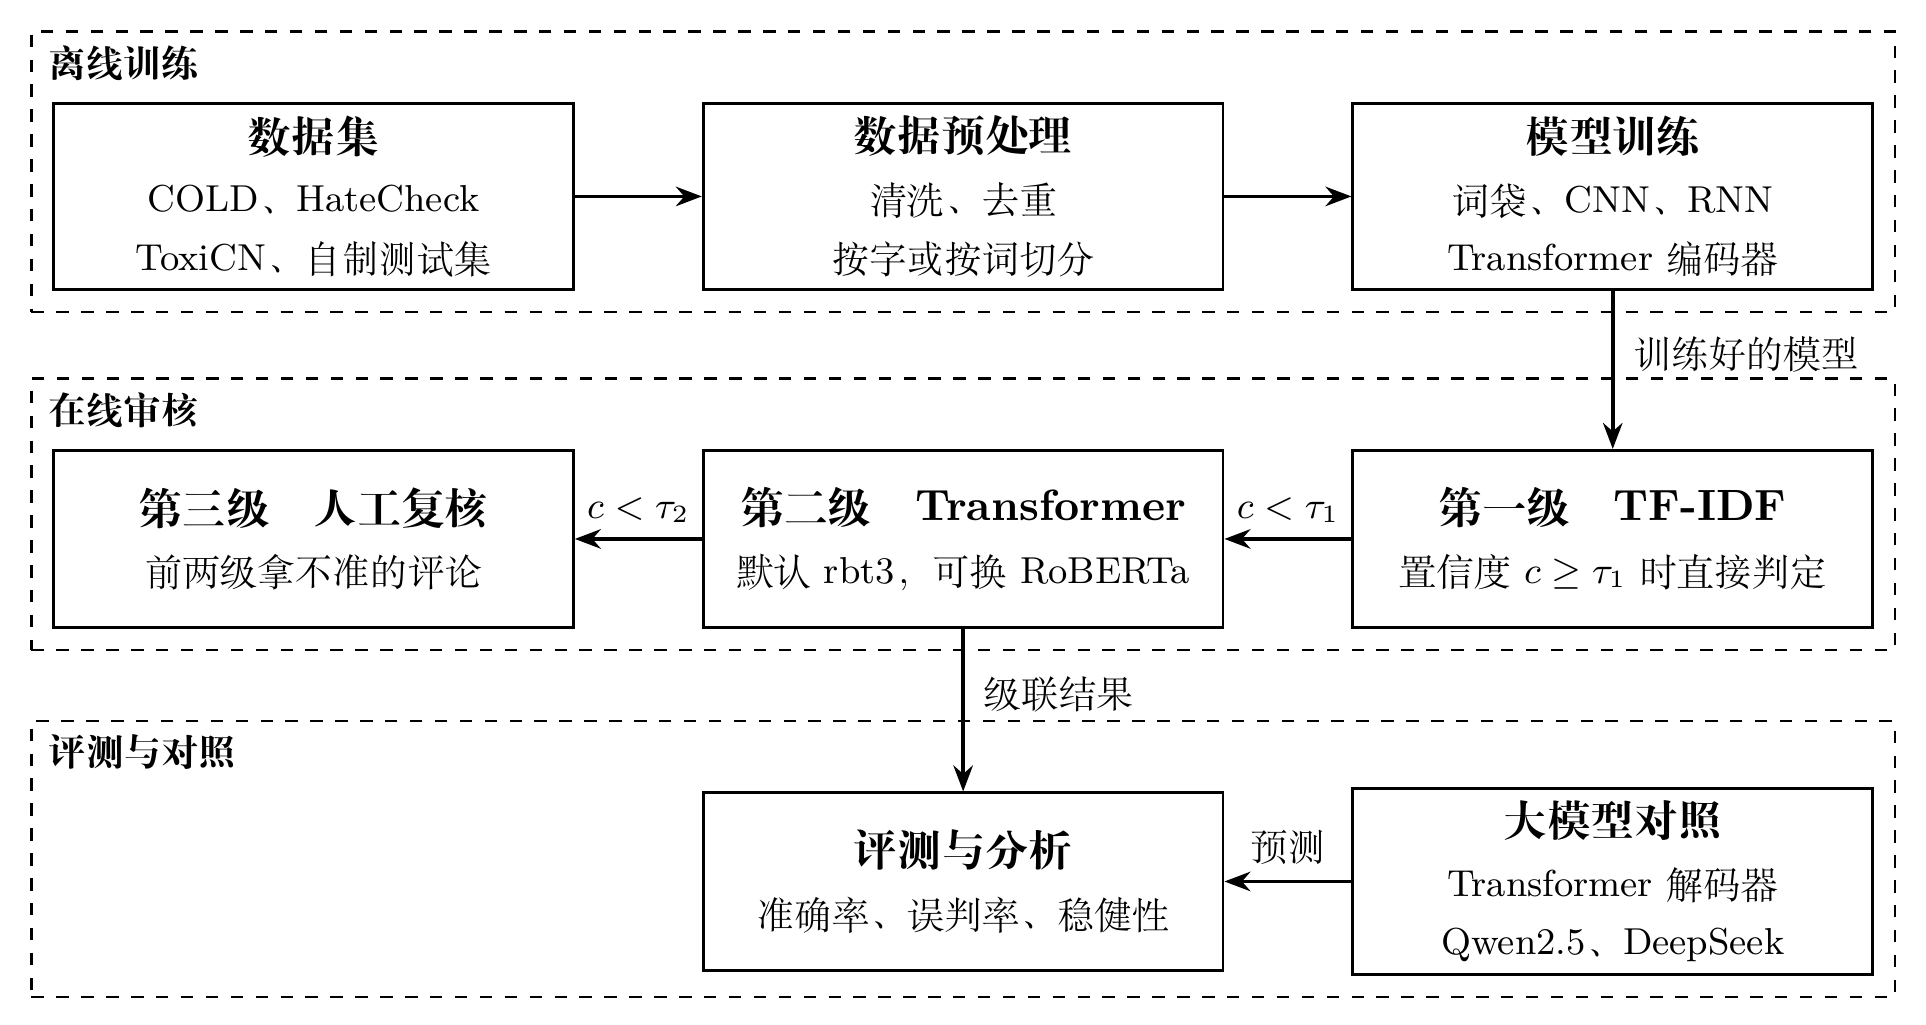 离线训练
数据集
COLD、HateCheck
ToxiCN、自制测试集
数据预处理
清洗、去重
按字或按词切分
模型训练
词袋、CNN、RNN
Transformer 编码器
训练好的模型
在线审核
第三级　人工复核
前两级拿不准的评论
c < τ₂
第二级　Transformer
默认 rbt3，可换 RoBERTa
c < τ₁
第一级　TF-IDF
置信度 c ≥ τ₁ 时直接判定
级联结果
评测与对照
评测与分析
准确率、误判率、稳健性
预测
大模型对照
Transformer 解码器
Qwen2.5、DeepSeek